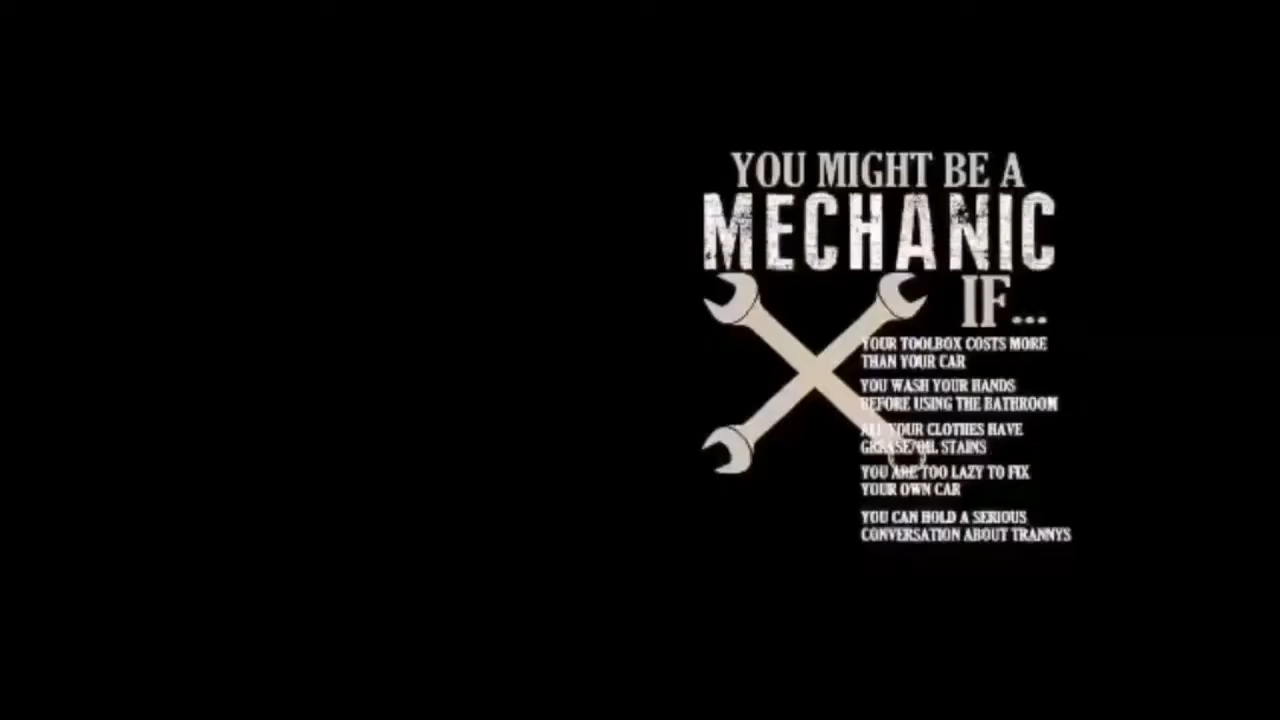 YOU MIGHT BE A
MECHANIC
IF...
YOUR TOOLBOX COSTS MORE
THAN YOUR CAR
YOU WASH YOUR HANDS
BEFORE USING THE BATHROOM
ALL YOUR CLOTHES HAVE
GREASE/OIL STAINS
YOU ARE TOO LAZY TO FIX
YOUR OWN CAR
YOU CAN HOLD A SERIOUS
CONVERSATION ABOUT TRANNYS